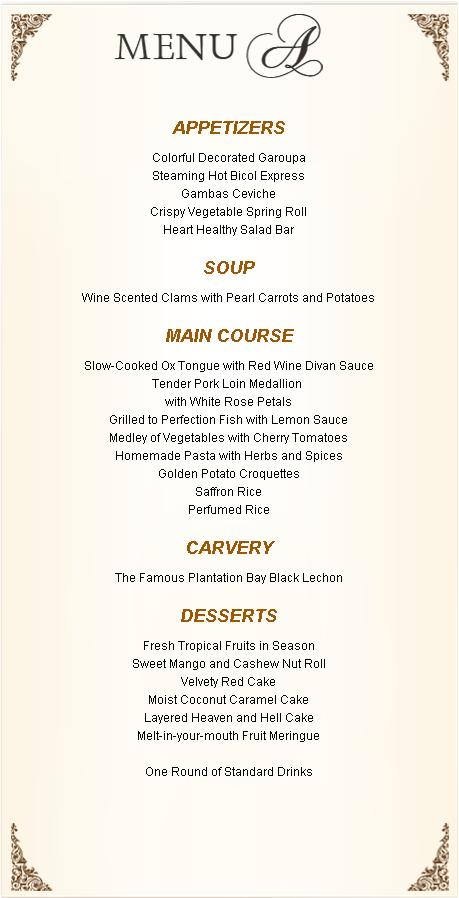 MENU A
APPETIZERS
Colorful Decorated Garoupa
Steaming Hot Bicol Express
Gambas Ceviche
Crispy Vegetable Spring Roll
Heart Healthy Salad Bar
SOUP
Wine Scented Clams with Pearl Carrots and Potatoes
MAIN COURSE
Slow-Cooked Ox Tongue with Red Wine Divan Sauce
Tender Pork Loin Medallion
with White Rose Petals
Grilled to Perfection Fish with Lemon Sauce
Medley of Vegetables with Cherry Tomatoes
Homemade Pasta with Herbs and Spices
Golden Potato Croquettes
Saffron Rice
Perfumed Rice
CARVERY
The Famous Plantation Bay Black Lechon
DESSERTS
Fresh Tropical Fruits in Season
Sweet Mango and Cashew Nut Roll
Velvety Red Cake
Moist Coconut Caramel Cake
Layered Heaven and Hell Cake
Melt-in-your-mouth Fruit Meringue
One Round of Standard Drinks